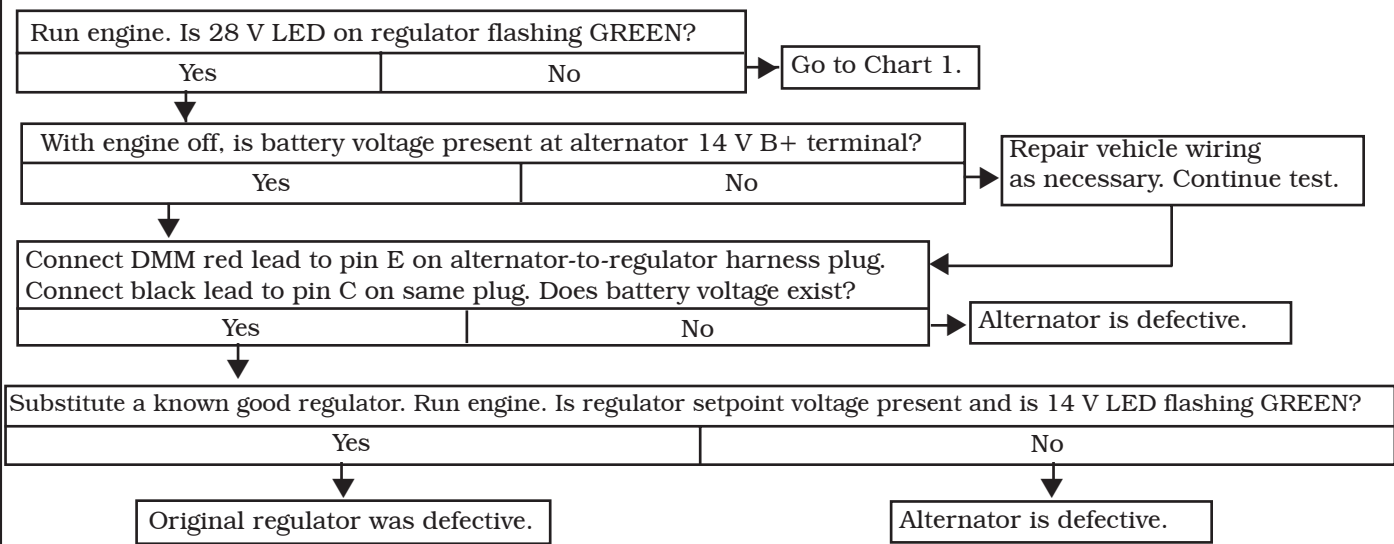 Run engine. Is 28 V LED on regulator flashing GREEN?
Yes
No
Go to Chart 1.
With engine off, is battery voltage present at alternator 14 V B+ terminal?
Yes
No
Repair vehicle wiring
as necessary. Continue test.
Connect DMM red lead to pin E on alternator-to-regulator harness plug.
Connect black lead to pin C on same plug. Does battery voltage exist?
Yes
No
Alternator is defective.
Substitute a known good regulator. Run engine. Is regulator setpoint voltage present and is 14 V LED flashing GREEN?
Yes
No
Original regulator was defective.
Alternator is defective.